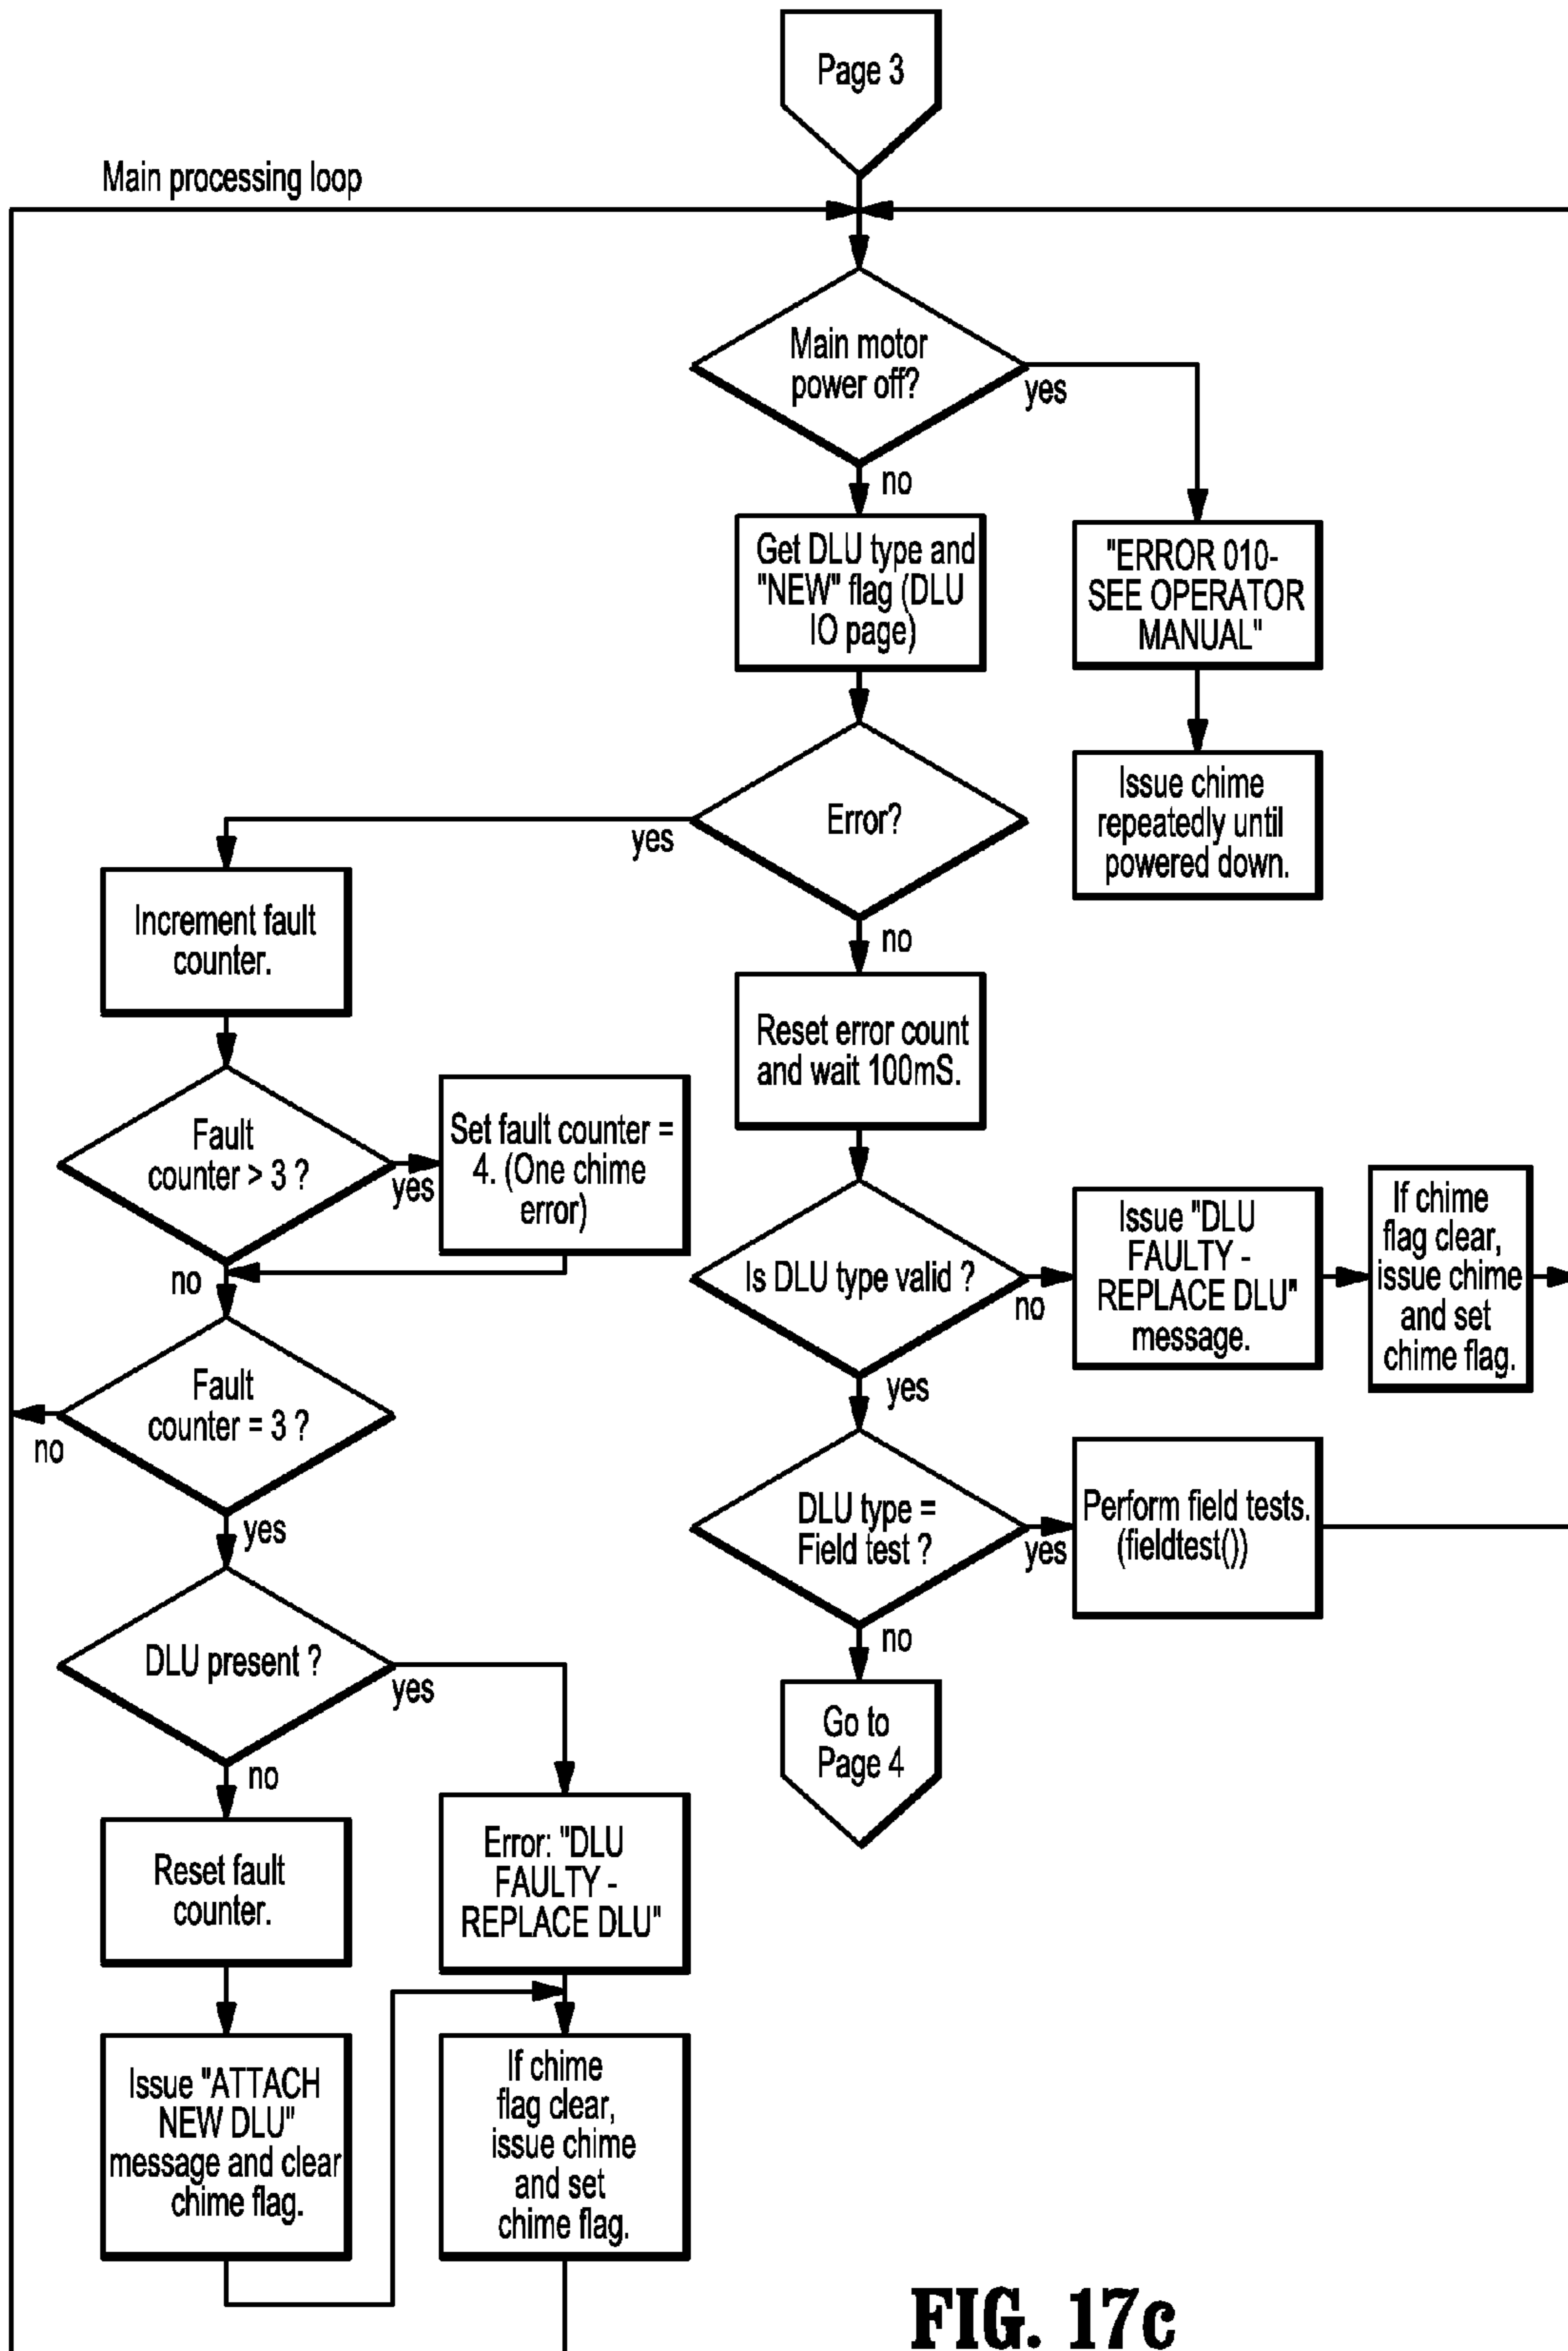 Page 3
Main processing loop
Main motor
power off?
yes
no
Get DLU type and
"NEW" flag (DLU
IO page)
"ERROR 010-
SEE OPERATOR
MANUAL"
Issue chime
repeatedly until
powered down.
Error?
yes
no
Increment fault
counter.
Reset error count
and wait 100mS.
Fault
counter > 3 ?
yes
no
Set fault counter =
4. (One chime
error)
Is DLU type valid ?
no
yes
Issue "DLU
FAULTY -
REPLACE DLU"
message.
If chime
flag clear,
issue chime
and set
chime flag.
Fault
counter = 3 ?
no
yes
DLU type =
Field test ?
yes
no
Perform field tests.
(fieldtest())
DLU present ?
yes
no
Go to
Page 4
Reset fault
counter.
Error: "DLU
FAULTY -
REPLACE DLU"
Issue "ATTACH
NEW DLU"
message and clear
chime flag.
If chime
flag clear,
issue chime
and set
chime flag.
FIG. 17c